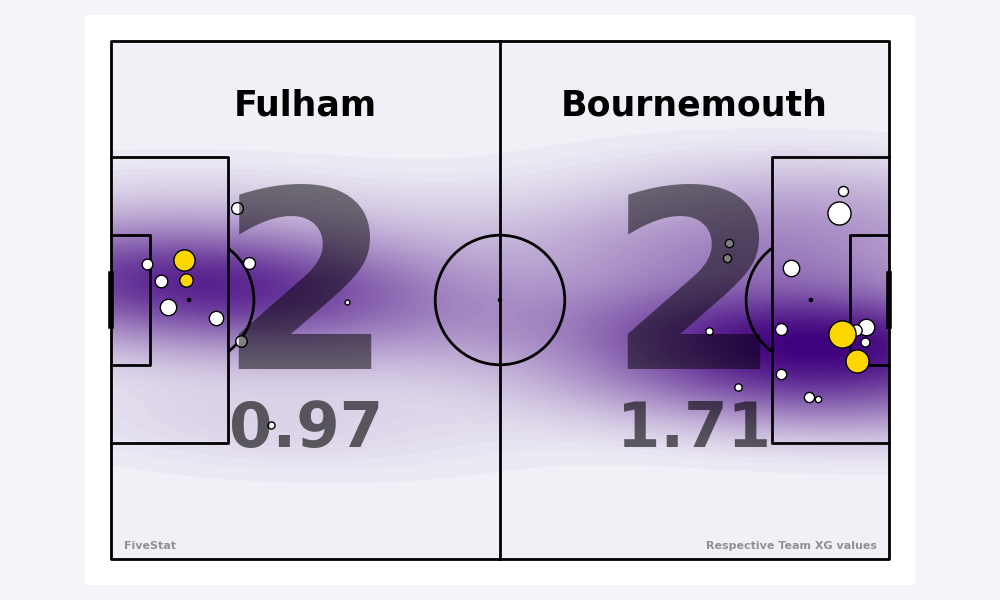 Fulham
Bournemouth
2
2
0.97
1.71
FiveStat
Respective Team XG values